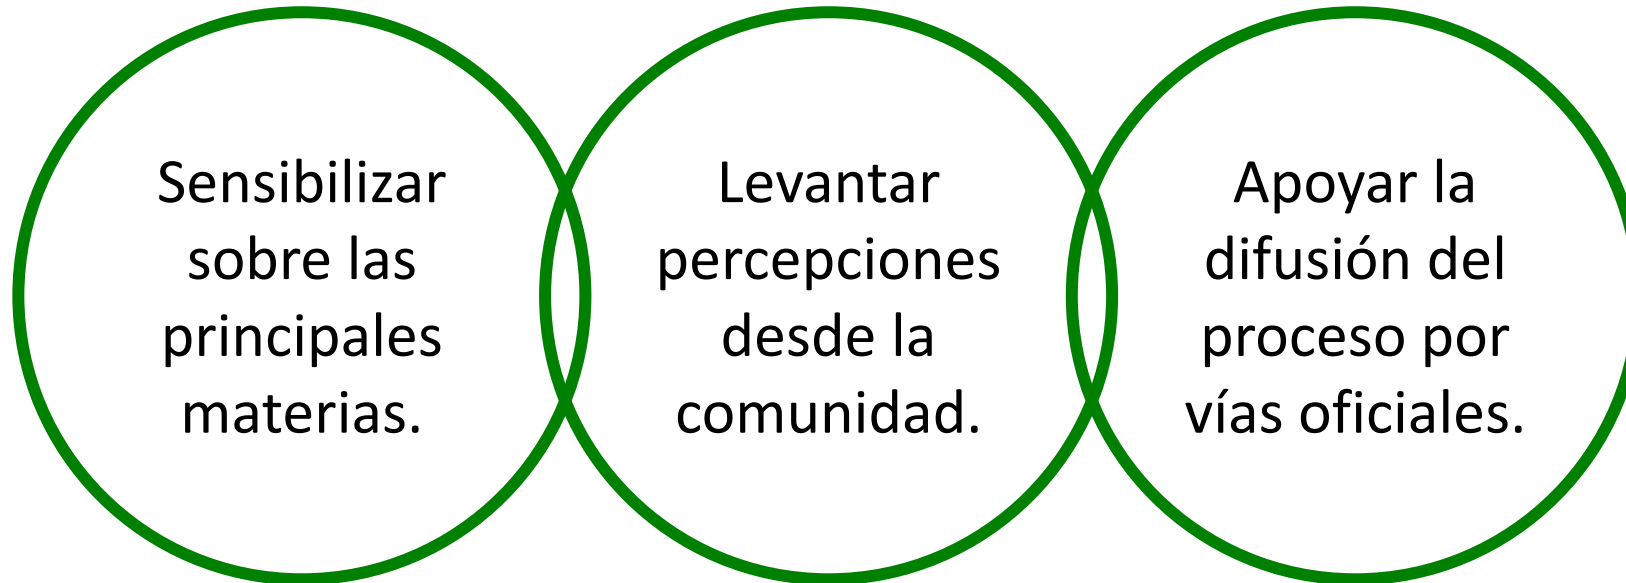 Sensibilizar
sobre las
principales
materias.
Levantar
percepciones
desde la
comunidad.
Apoyar la
difusión del
proceso por
vías oficiales.